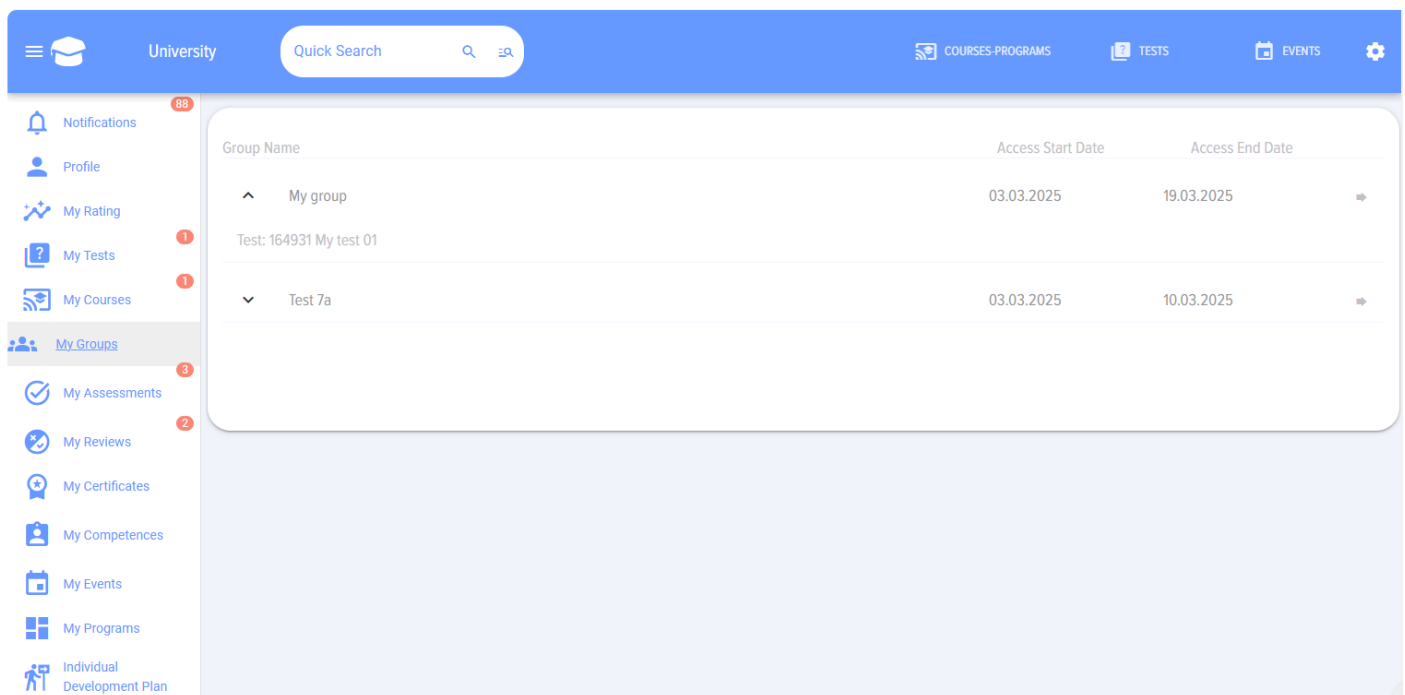 University
Quick Search
COURSES-PROGRAMS
TESTS
EVENTS
88
Notifications
Profile
My Rating
1
My Tests
1
My Courses
My Groups
3
My Assessments
2
My Reviews
My Certificates
My Competences
My Events
My Programs
Individual
Development Plan
Group Name Access Start Date Access End Date
My group 03.03.2025 19.03.2025
Test: 164931 My test 01
Test 7a 03.03.2025 10.03.2025